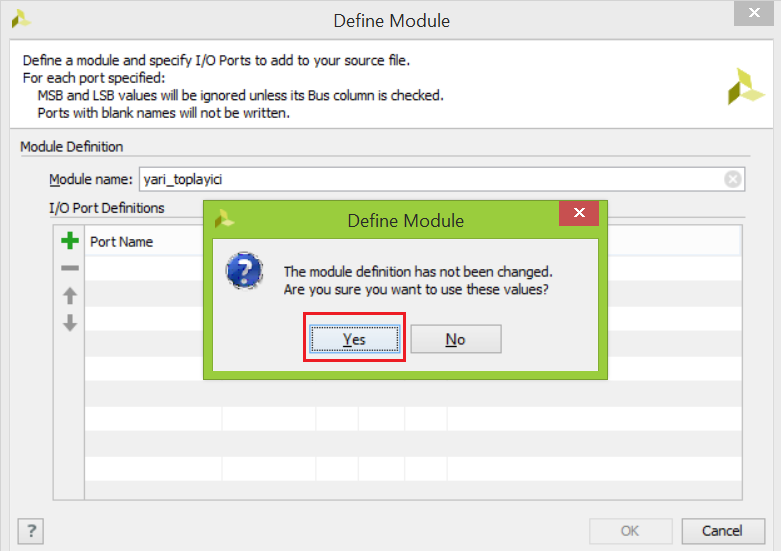 Define Module
Define a module and specify I/O Ports to add to your source file.
For each port specified:
MSB and LSB values will be ignored unless its Bus column is checked.
Ports with blank names will not be written.
Module Definition
Module name: yari_toplayici
I/O Port Definitions
Port Name
Define Module
The module definition has not been changed.
Are you sure you want to use these values?
Yes No
? OK Cancel